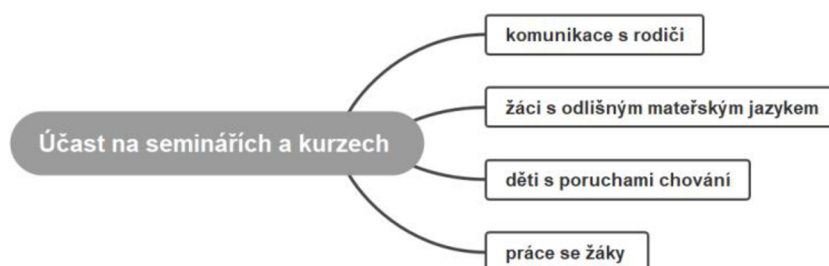 komunikace s rodiči
žáci s odlišným mateřským jazykem
Účast na seminářích a kurzech
děti s poruchami chování
práce se žáky